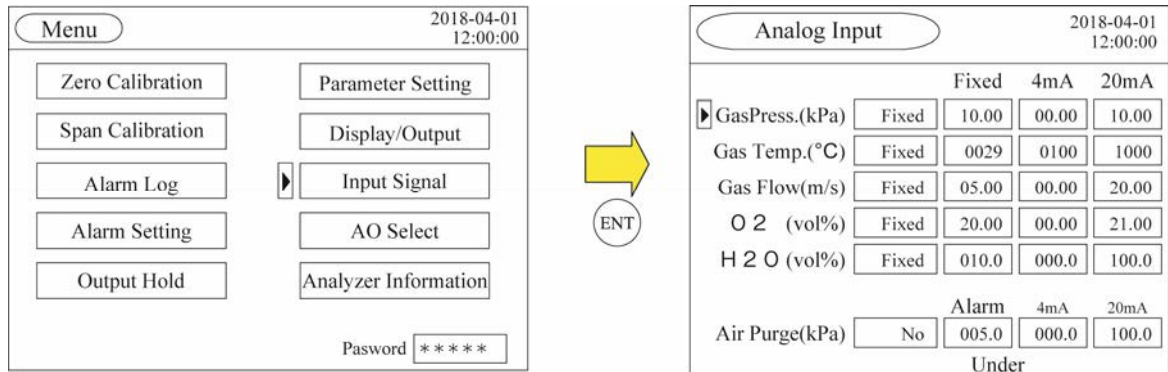 Menu
2018-04-01
12:00:00
Zero Calibration
Parameter Setting
Span Calibration
Display/Output
Alarm Log
Input Signal
Alarm Setting
AO Select
Output Hold
Analyzer Information
Pasword *****
ENT
Analog Input
2018-04-01
12:00:00
Fixed 4mA 20mA
GasPress.(kPa) Fixed 10.00 00.00 10.00
Gas Temp.(°C) Fixed 0029 0100 1000
Gas Flow(m/s) Fixed 05.00 00.00 20.00
O2 (vol%) Fixed 20.00 00.00 21.00
H2O (vol%) Fixed 010.0 000.0 100.0
Alarm 4mA 20mA
Air Purge(kPa) No 005.0 000.0 100.0
Under